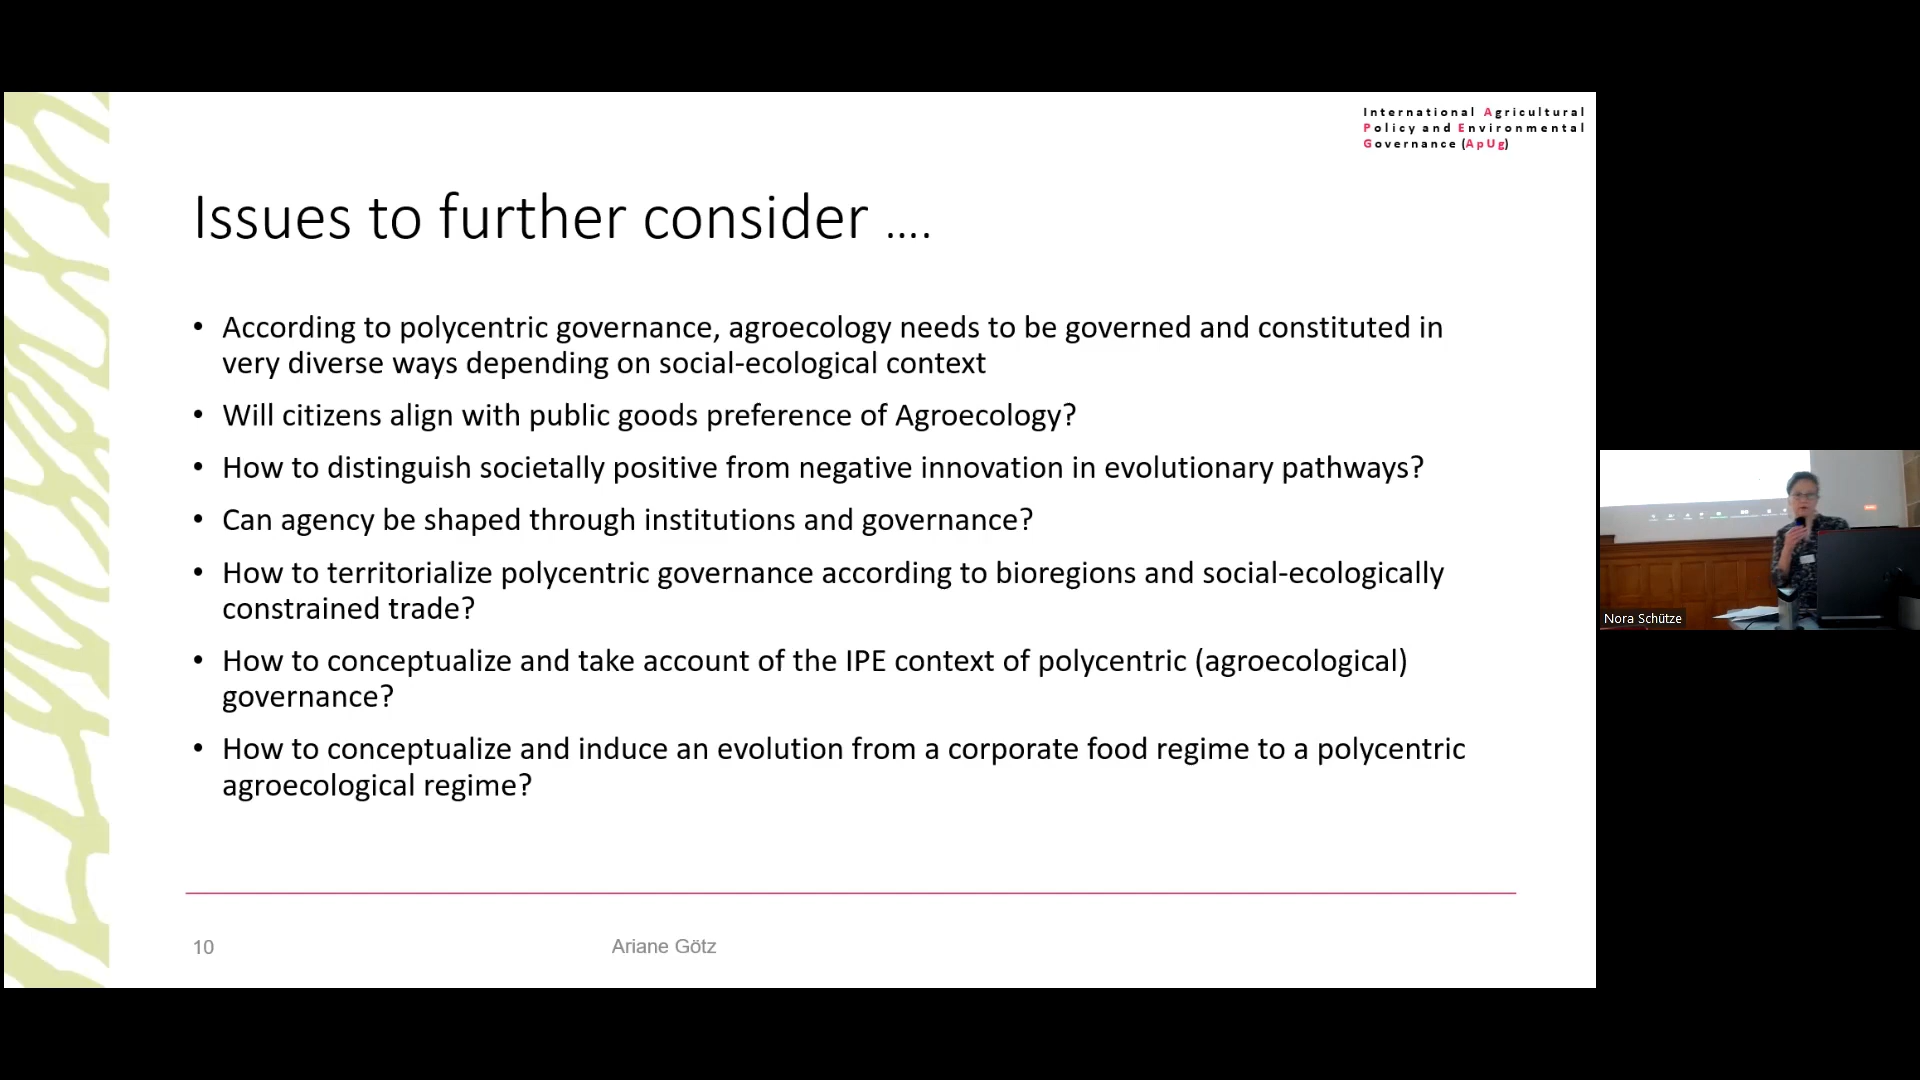 International Agricultural
Policy and Environmental
Governance (ApUg)
Issues to further consider ....
• According to polycentric governance, agroecology needs to be governed and constituted in
very diverse ways depending on social-ecological context
• Will citizens align with public goods preference of Agroecology?
• How to distinguish societally positive from negative innovation in evolutionary pathways?
• Can agency be shaped through institutions and governance?
• How to territorialize polycentric governance according to bioregions and social-ecologically
constrained trade?
• How to conceptualize and take account of the IPE context of polycentric (agroecological)
governance?
• How to conceptualize and induce an evolution from a corporate food regime to a polycentric
agroecological regime?
10
Ariane Götz
Nora Schütze